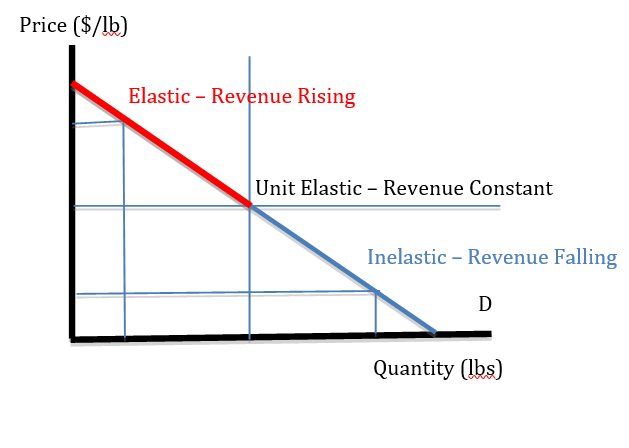 Price ($/lb)
Elastic – Revenue Rising
Unit Elastic – Revenue Constant
Inelastic – Revenue Falling
D
Quantity (lbs)